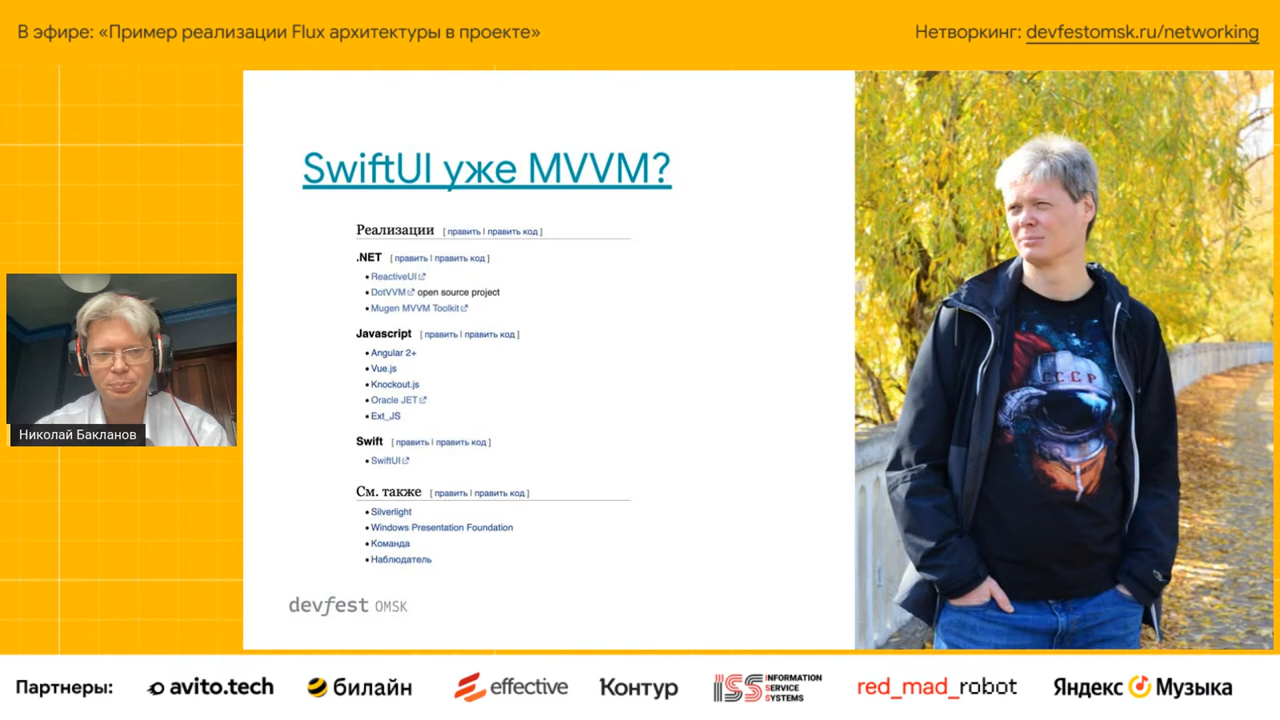 В эфире: «Пример реализации Flux архитектуры в проекте»
Нетворкинг: devfestomsk.ru/networking
SwiftUI уже MVVM?
Реализации [ править | править код ]
.NET [ править | править код ]
ReactiveUI
DotVVM open source project
Mugen MVVM Toolkit
Javascript [ править | править код ]
Angular 2+
Vue.js
Knockout.js
Oracle JET
Ext_JS
Swift [ править | править код ]
SwiftUI
См. также [ править | править код ]
Silverlight
Windows Presentation Foundation
Команда
Наблюдатель
devfest OMSK
СССР
Николай Бакланов
Партнеры: avito.tech билайн effective Контур ISS INFORMATION SERVICE SYSTEMS red_mad_robot Яндекс Музыка